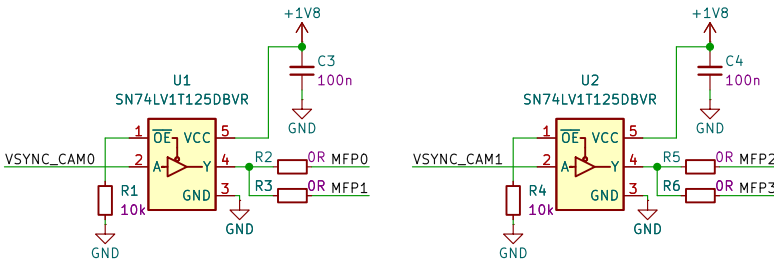 +1V8
C3
100n
GND
U1
SN74LV1T125DBVR
1 OE VCC 5
VSYNC_CAM0 2 A Y 4 R2 0R MFP0
R1 10k GND 3 R3 0R MFP1
GND
GND
+1V8
C4
100n
GND
U2
SN74LV1T125DBVR
1 OE VCC 5
VSYNC_CAM1 2 A Y 4 R5 0R MFP2
R4 10k GND 3 R6 0R MFP3
GND
GND